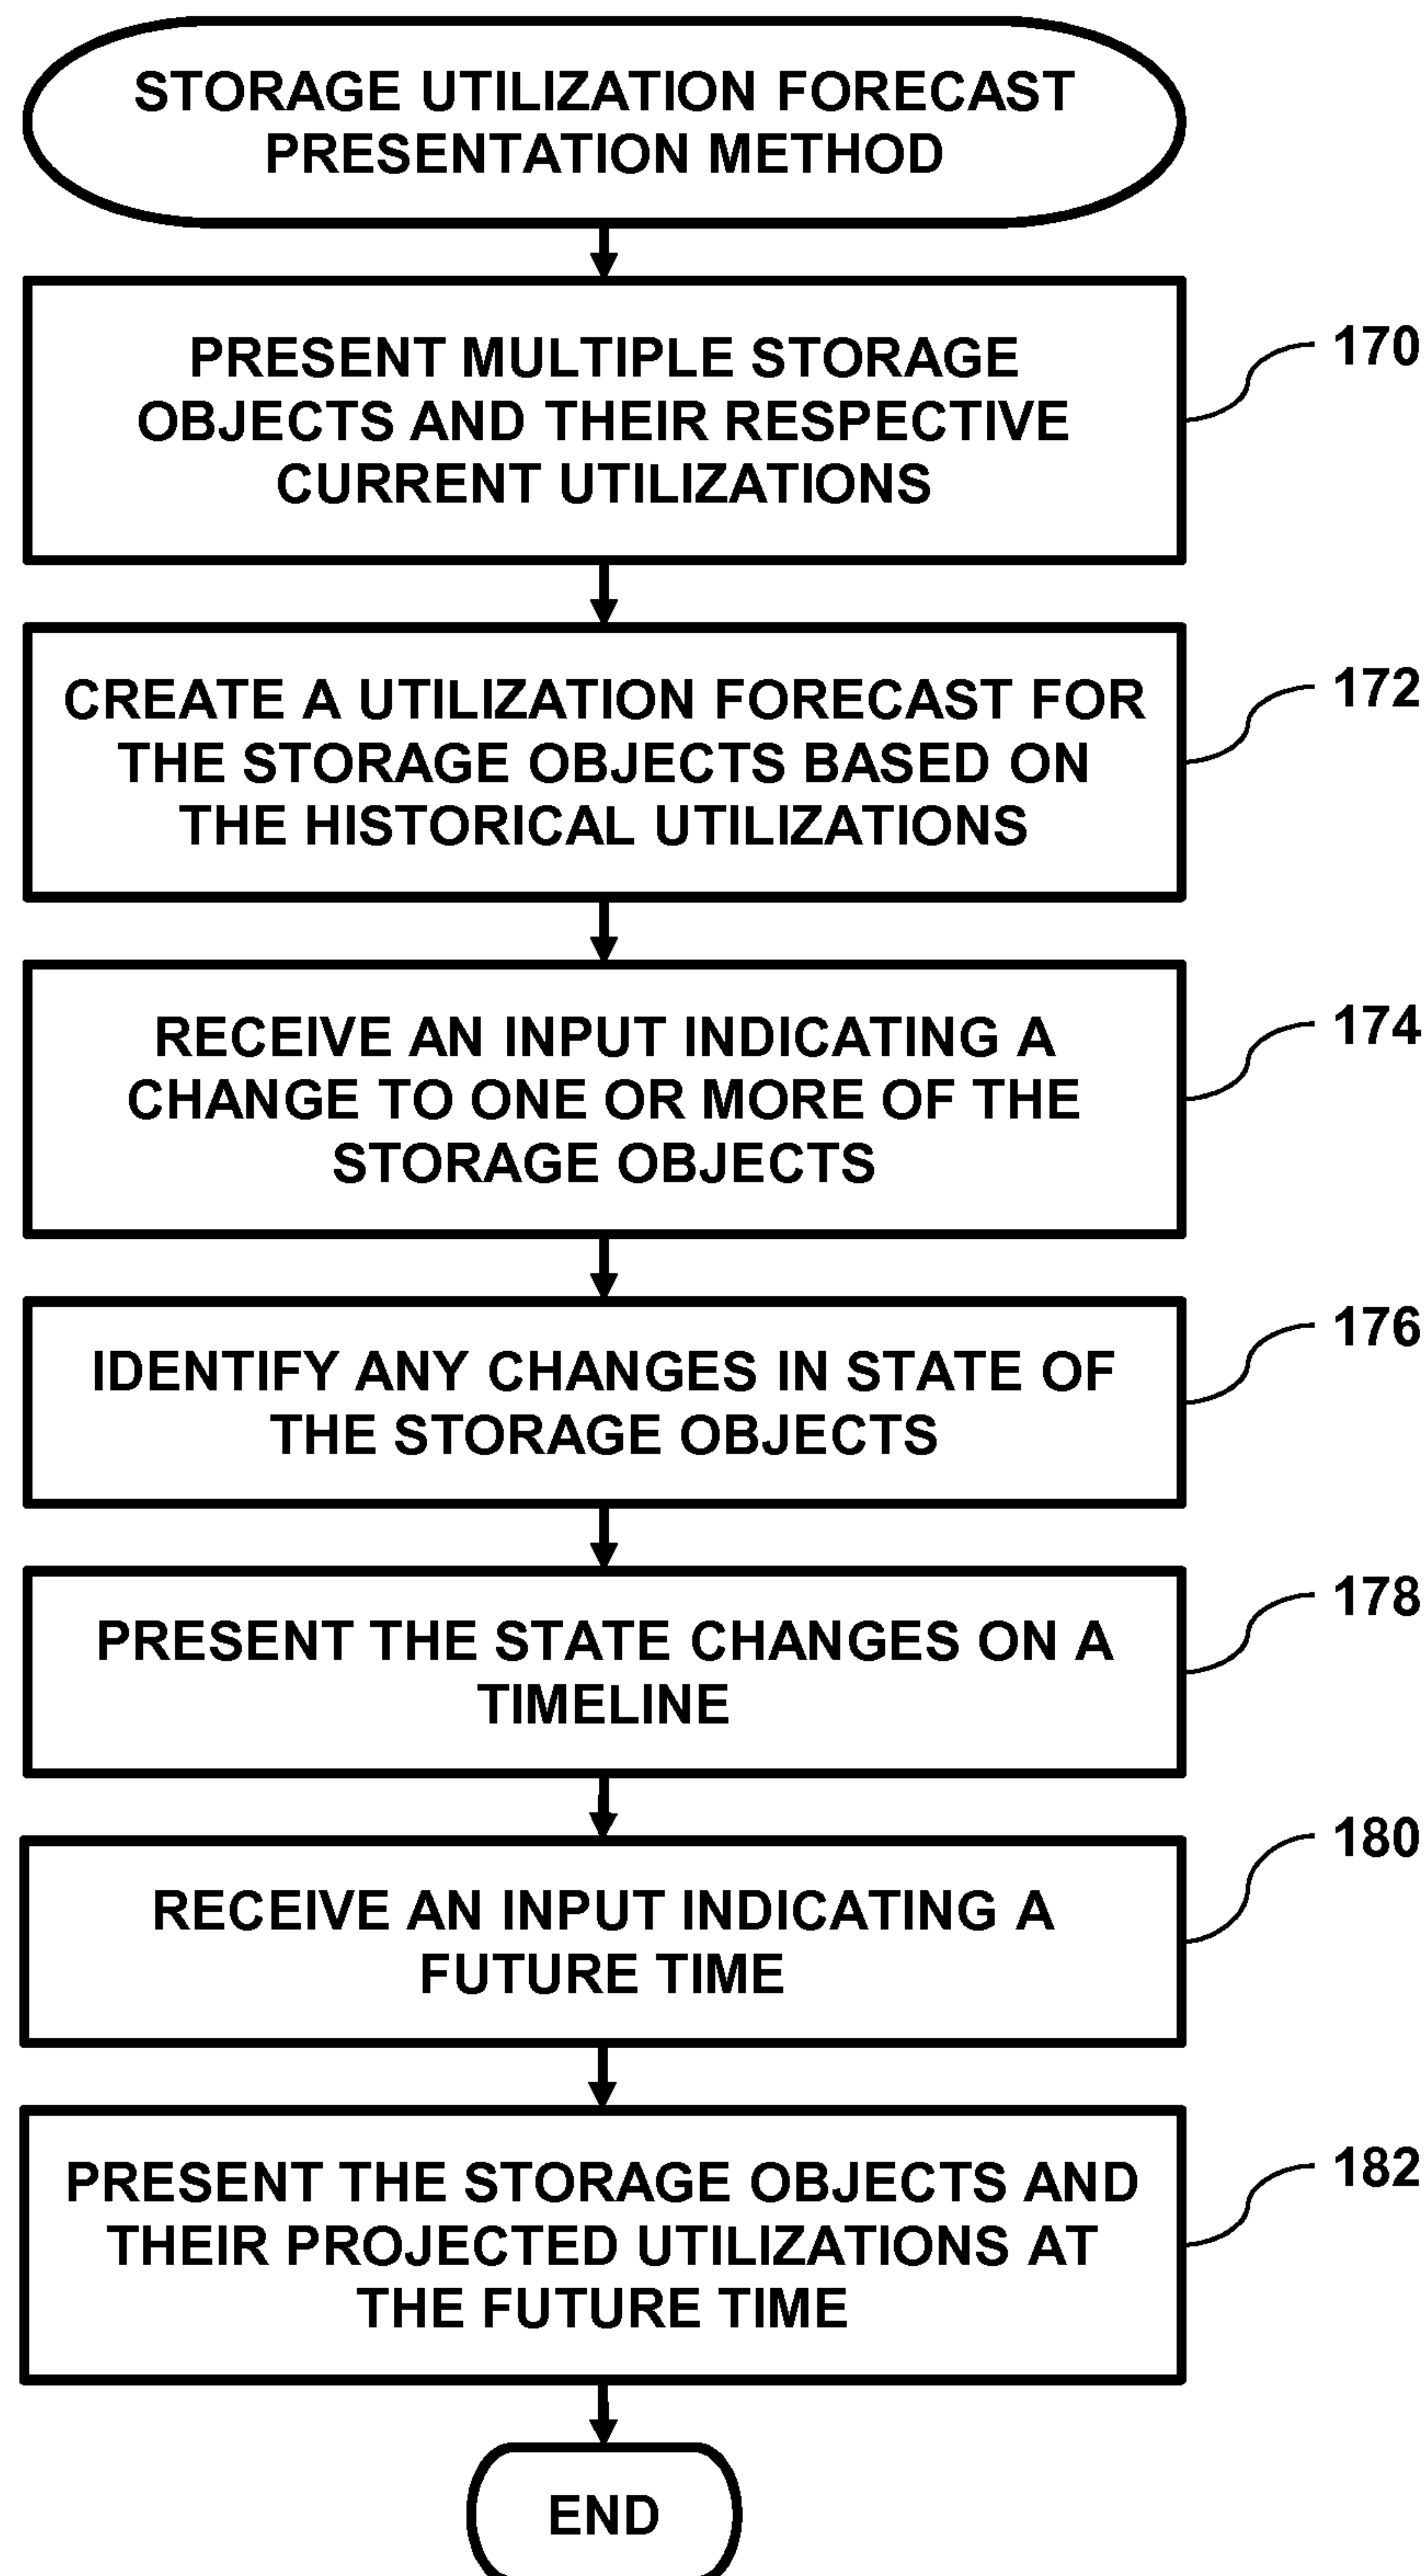 STORAGE UTILIZATION FORECAST
PRESENTATION METHOD
PRESENT MULTIPLE STORAGE
OBJECTS AND THEIR RESPECTIVE
CURRENT UTILIZATIONS
170
CREATE A UTILIZATION FORECAST FOR
THE STORAGE OBJECTS BASED ON
THE HISTORICAL UTILIZATIONS
172
RECEIVE AN INPUT INDICATING A
CHANGE TO ONE OR MORE OF THE
STORAGE OBJECTS
174
IDENTIFY ANY CHANGES IN STATE OF
THE STORAGE OBJECTS
176
PRESENT THE STATE CHANGES ON A
TIMELINE
178
RECEIVE AN INPUT INDICATING A
FUTURE TIME
180
PRESENT THE STORAGE OBJECTS AND
THEIR PROJECTED UTILIZATIONS AT
THE FUTURE TIME
182
END